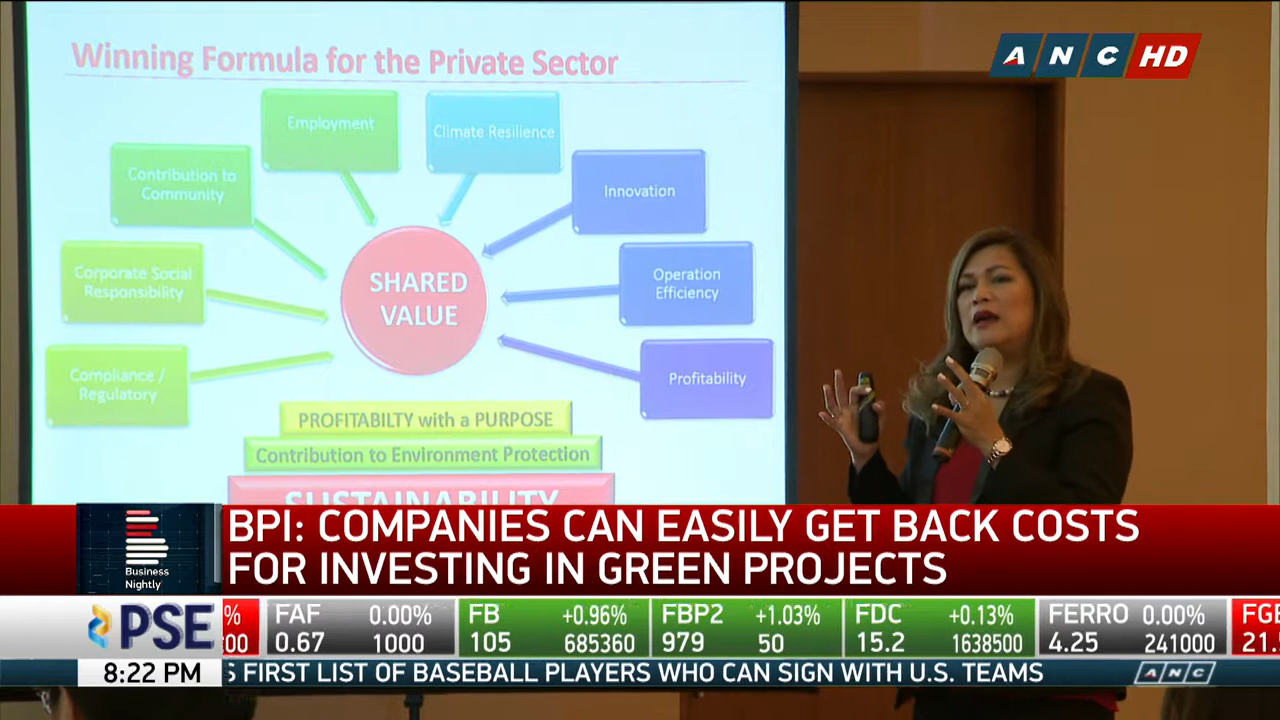 Winning Formula for the Private Sector
ANC HD
Employment
Climate Resilience
Contribution to
Community
Innovation
Corporate Social
Responsibility
SHARED
VALUE
Operation
Efficiency
Compliance /
Regulatory
Profitability
PROFITABILTY with a PURPOSE
Contribution to Environment Protection
SUSTAINABILITY
Business
Nightly
BPI: COMPANIES CAN EASILY GET BACK COSTS
FOR INVESTING IN GREEN PROJECTS
PSE
%
FAF 0.00%
0.67 1000
FB +0.96%
105 685360
FBP2 +1.03%
979 50
FDC +0.13%
15.2 1638500
FERRO 0.00%
4.25 241000
8:22 PM
FIRST LIST OF BASEBALL PLAYERS WHO CAN SIGN WITH U.S. TEAMS
ANC